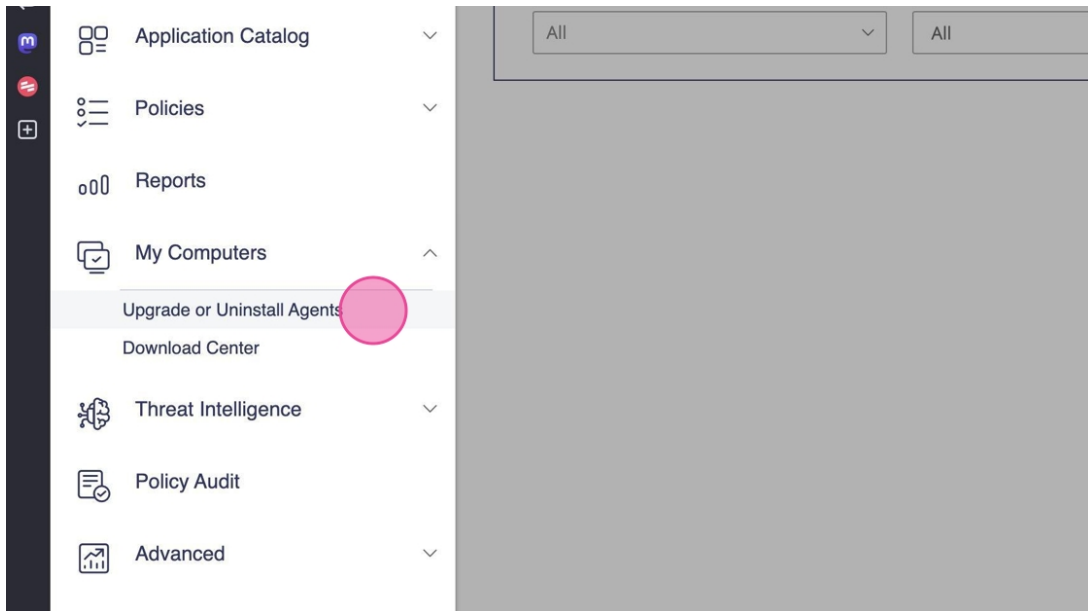 Application Catalog
All
All
Policies
Reports
My Computers
Upgrade or Uninstall Agents
Download Center
Threat Intelligence
Policy Audit
Advanced